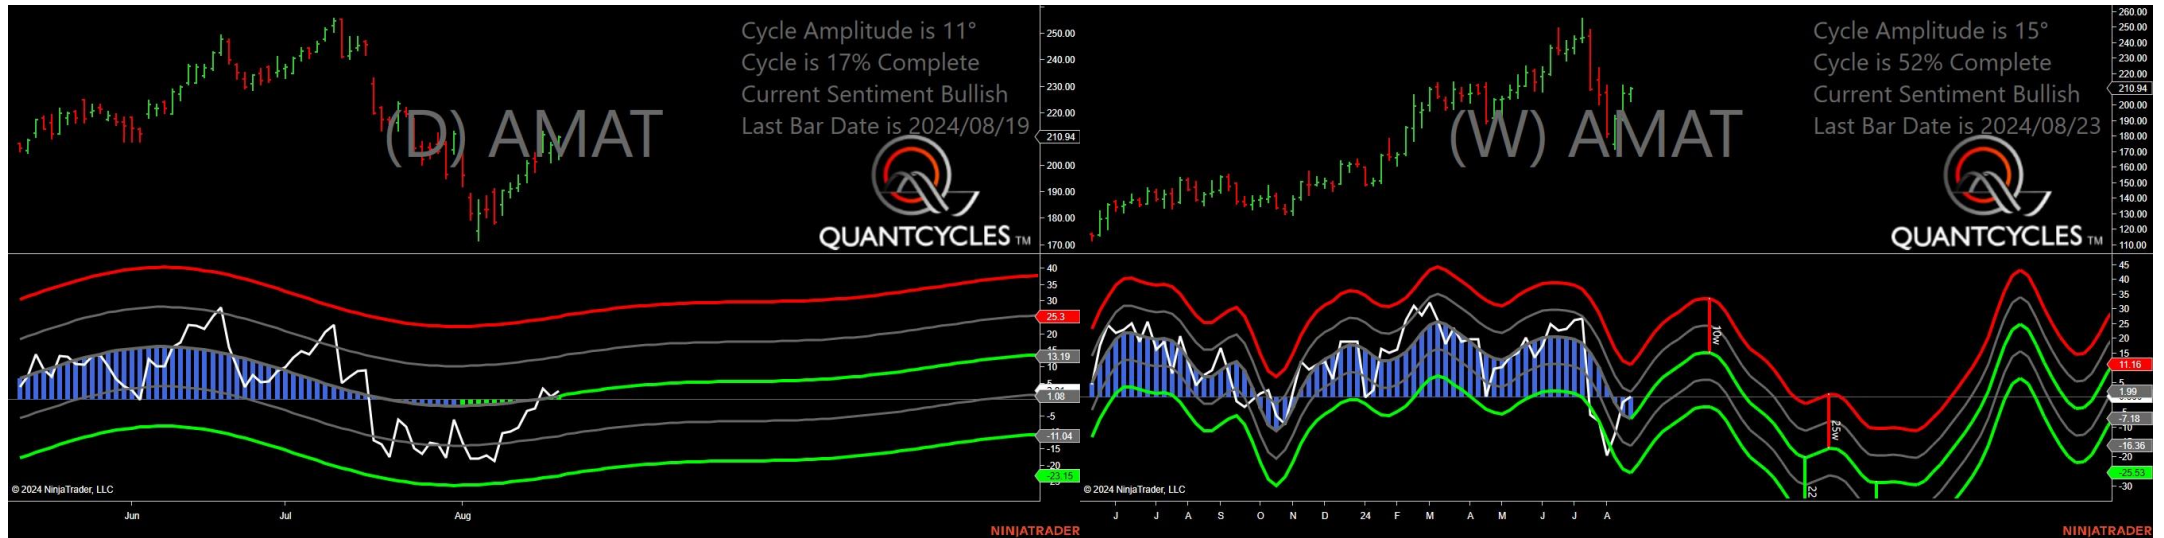 Cycle Amplitude is 11°
Cycle is 17% Complete
Current Sentiment Bullish
Last Bar Date is 2024/08/19
(D) AMAT
QUANTCYCLES TM
250.00
240.00
230.00
220.00
210.94
200.00
190.00
180.00
170.00
40
35
30
25.3
20
15
10
13.19
1.08
-5
-11.04
-15
-20
-23.15
© 2024 NinjaTrader, LLC
Jun
Jul
Aug
NINJATRADER
Cycle Amplitude is 15°
Cycle is 52% Complete
Current Sentiment Bullish
Last Bar Date is 2024/08/23
(W) AMAT
QUANTCYCLES TM
260.00
250.00
240.00
230.00
220.00
210.94
200.00
190.00
180.00
170.00
160.00
150.00
140.00
130.00
120.00
110.00
45
40
35
30
25
20
15
11.16
5
1.99
-7.18
-10
-16.36
-20
-25.53
-30
10w
25w
22
© 2024 NinjaTrader, LLC
J J A S O N D 24 F M A M J J A
NINJATRADER